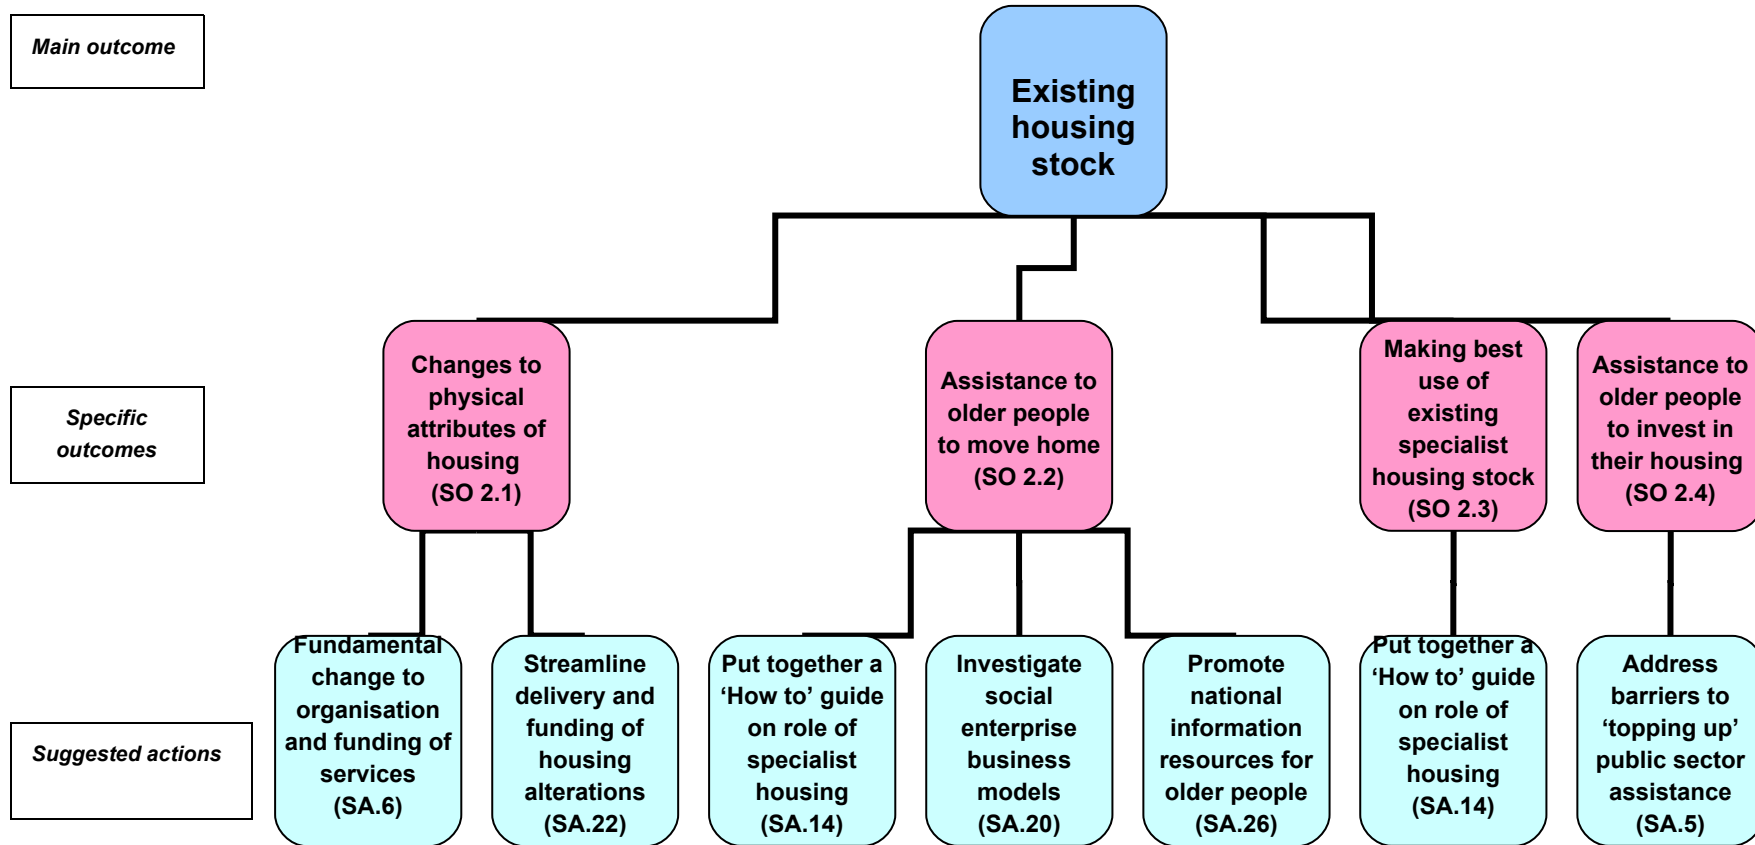 Main outcome
Existing
housing
stock
Specific
outcomes
Changes to
physical
attributes of
housing
(SO 2.1)
Assistance to
older people
to move home
(SO 2.2)
Making best
use of
existing
specialist
housing stock
(SO 2.3)
Assistance to
older people
to invest in
their housing
(SO 2.4)
Suggested actions
Fundamental
change to
organisation
and funding of
services
(SA.6)
Streamline
delivery and
funding of
housing
alterations
(SA.22)
Put together a
‘How to’ guide
on role of
specialist
housing
(SA.14)
Investigate
social
enterprise
business
models
(SA.20)
Promote
national
information
resources for
older people
(SA.26)
Put together a
‘How to’ guide
on role of
specialist
housing
(SA.14)
Address
barriers to
‘topping up’
public sector
assistance
(SA.5)